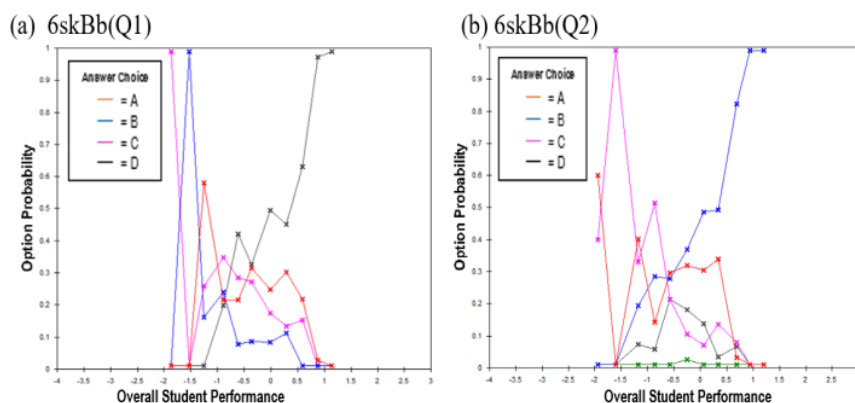 (a) 6skBb(Q1)
1
0.9
0.8
0.7
0.6
0.5
0.4
0.3
0.2
0.1
0
Option Probability
Answer Choice
= A
= B
= C
= D
-4 -3.5 -3 -2.5 -2 -1.5 -1 -0.5 0 0.5 1 1.5 2 2.5 3
Overall Student Performance
(b) 6skBb(Q2)
1
0.9
0.8
0.7
0.6
0.5
0.4
0.3
0.2
0.1
0
Option Probability
Answer Choice
= A
= B
= C
= D
-4 -3.5 -3 -2.5 -2 -1.5 -1 -0.5 0 0.5 1 1.5 2 2.5 3
Overall Student Performance